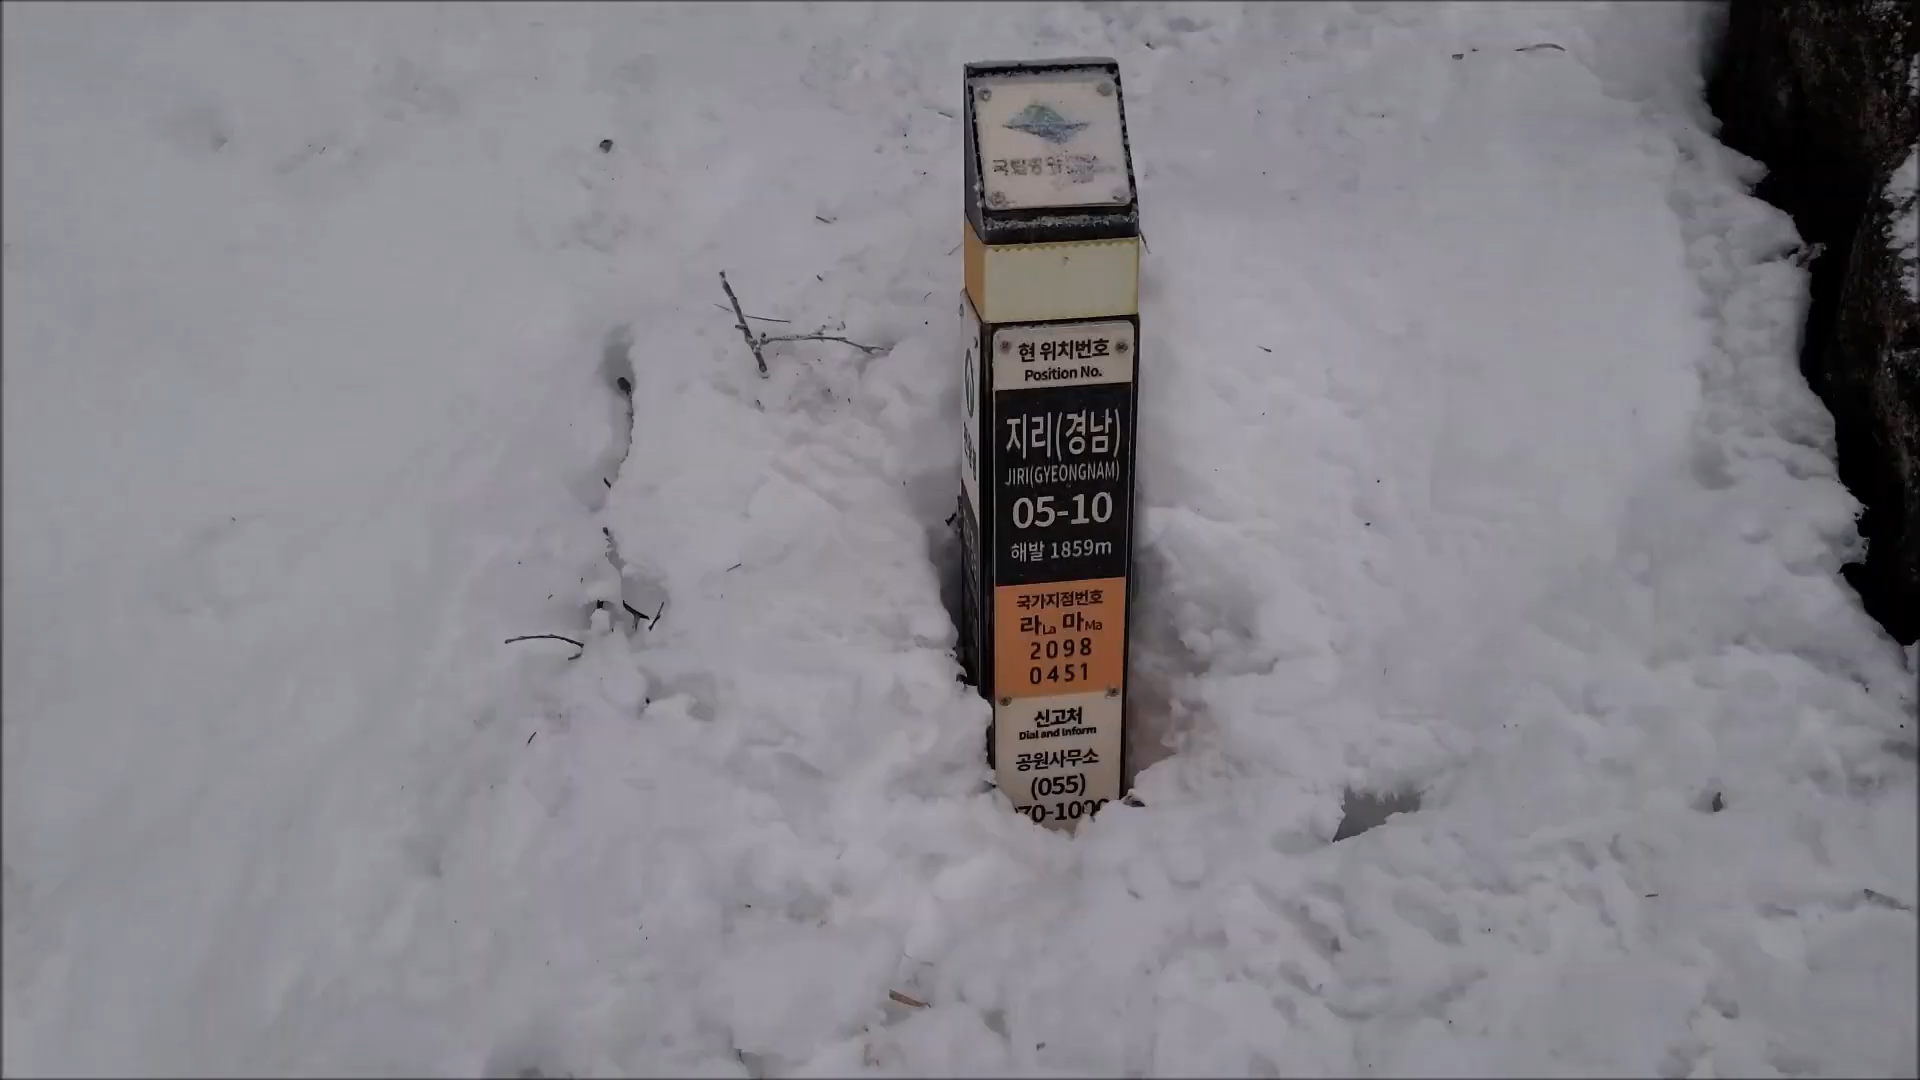 현 위치번호
Position No.
지리(경남)
JIRI(GYEONGNAM)
05-10
해발 1859m
국가지점번호
라La 마Ma
2098
0451
신고처
Dial and Inform
공원사무소
(055)
70-1000